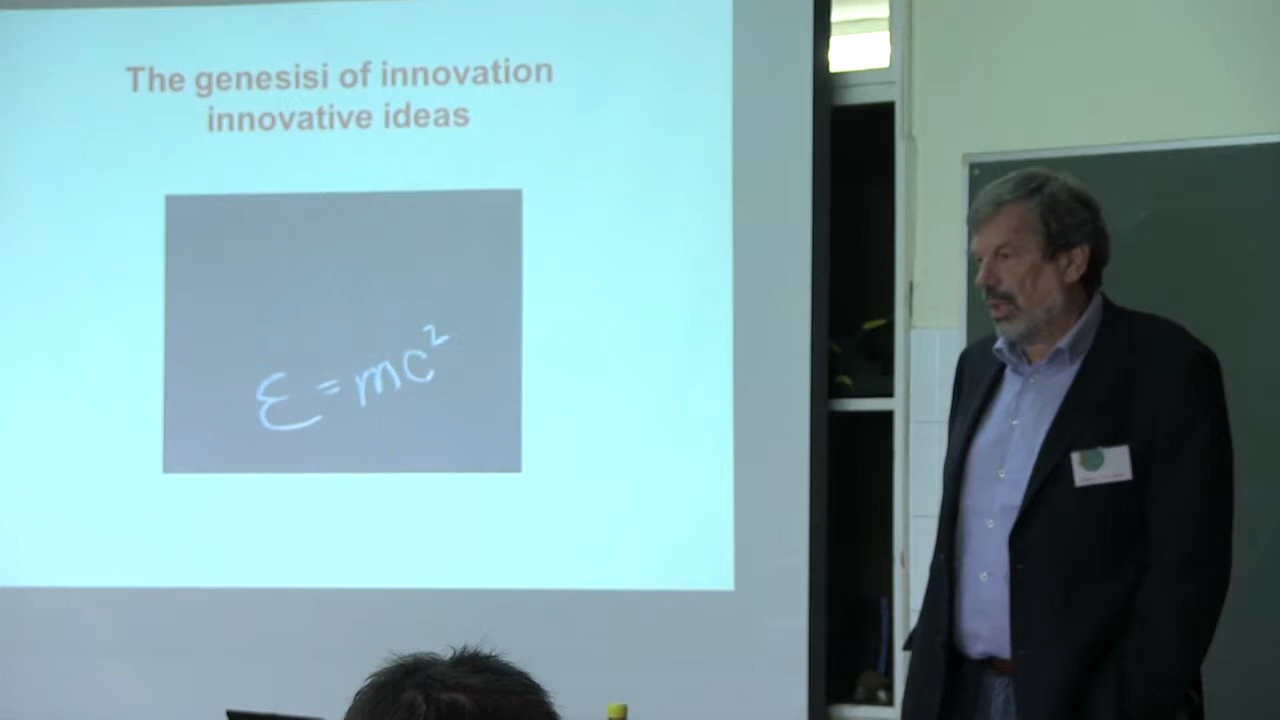 The genesisi of innovation
innovative ideas
E=mc²